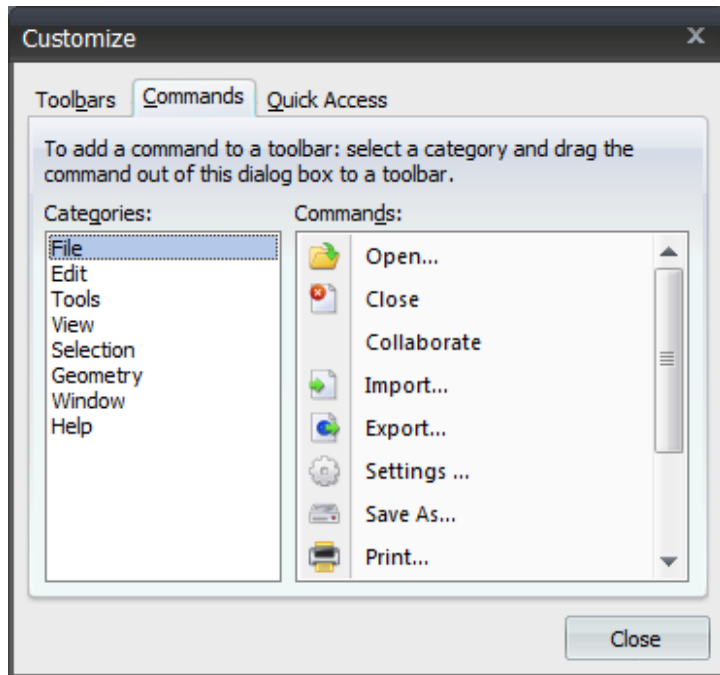 Customize
Toolbars Commands Quick Access
To add a command to a toolbar: select a category and drag the
command out of this dialog box to a toolbar.
Categories:
File
Edit
Tools
View
Selection
Geometry
Window
Help
Commands:
Open...
Close
Collaborate
Import...
Export...
Settings ...
Save As...
Print...
Close